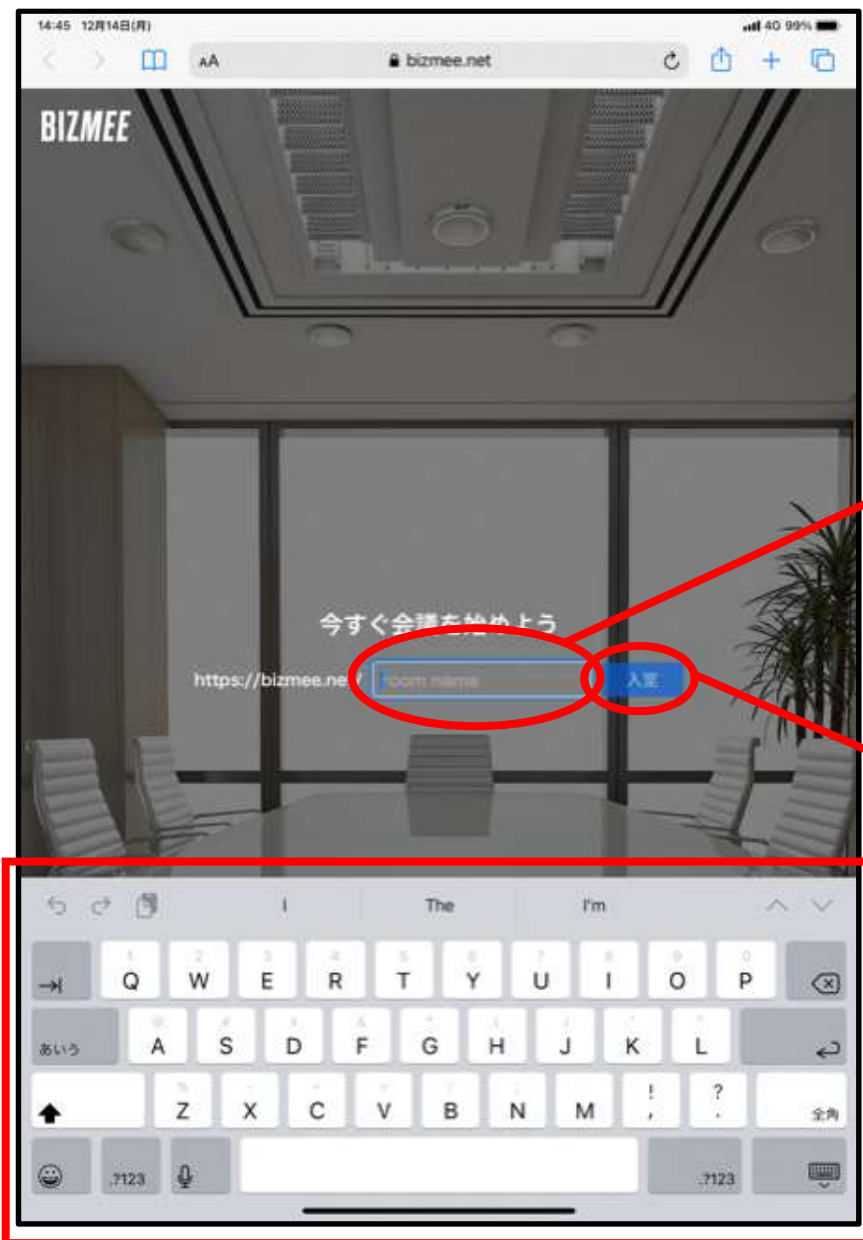 14:45 12月14日(月)
4G 99%
AA
bizmee.net
BIZMEE
今すぐ会議を始めよう
https://bizmee.net/
room name
入室
I The I'm
Q W E R T Y U I O P
あいう A S D F G H J K L
Z X C V B N M ! , ? . 全角
.?123 .?123